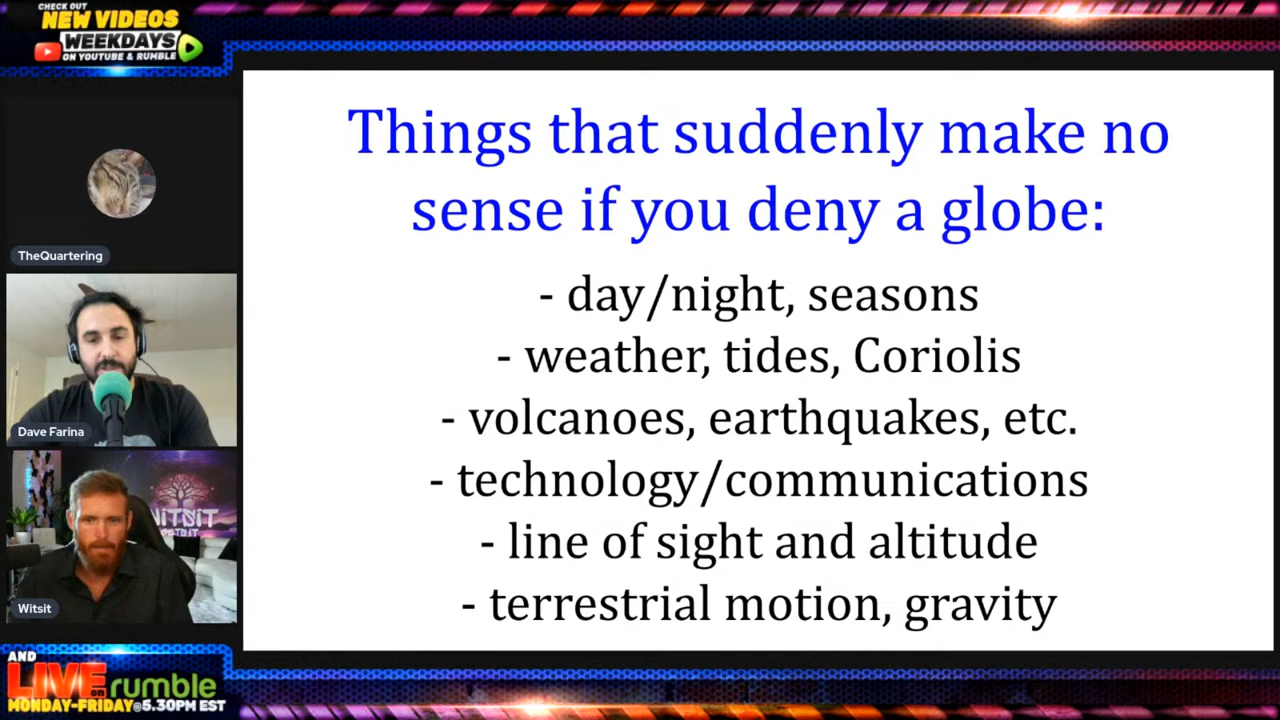 CHECK OUT
NEW VIDEOS
WEEKDAYS
ON YOUTUBE & RUMBLE
TheQuartering
Dave Farina
WITSIT
Witsit
AND
LIVE on rumble
MONDAY-FRIDAY@5.30PM EST
Things that suddenly make no
sense if you deny a globe:
- day/night, seasons
- weather, tides, Coriolis
- volcanoes, earthquakes, etc.
- technology/communications
- line of sight and altitude
- terrestrial motion, gravity